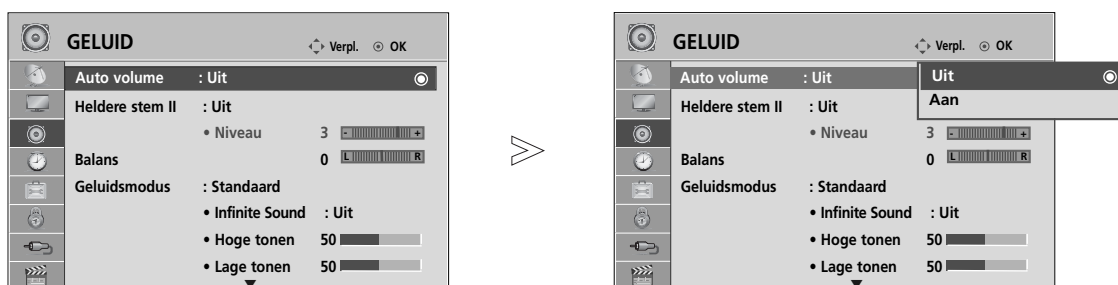 GELUID Verpl. OK
Auto volume : Uit
Heldere stem II : Uit
• Niveau 3 - +
Balans 0 L R
Geluidsmodus : Standaard
• Infinite Sound : Uit
• Hoge tonen 50
• Lage tonen 50
GELUID Verpl. OK
Auto volume : Uit
Uit
Aan
Heldere stem II : Uit
• Niveau 3 - +
Balans 0 L R
Geluidsmodus : Standaard
• Infinite Sound : Uit
• Hoge tonen 50
• Lage tonen 50